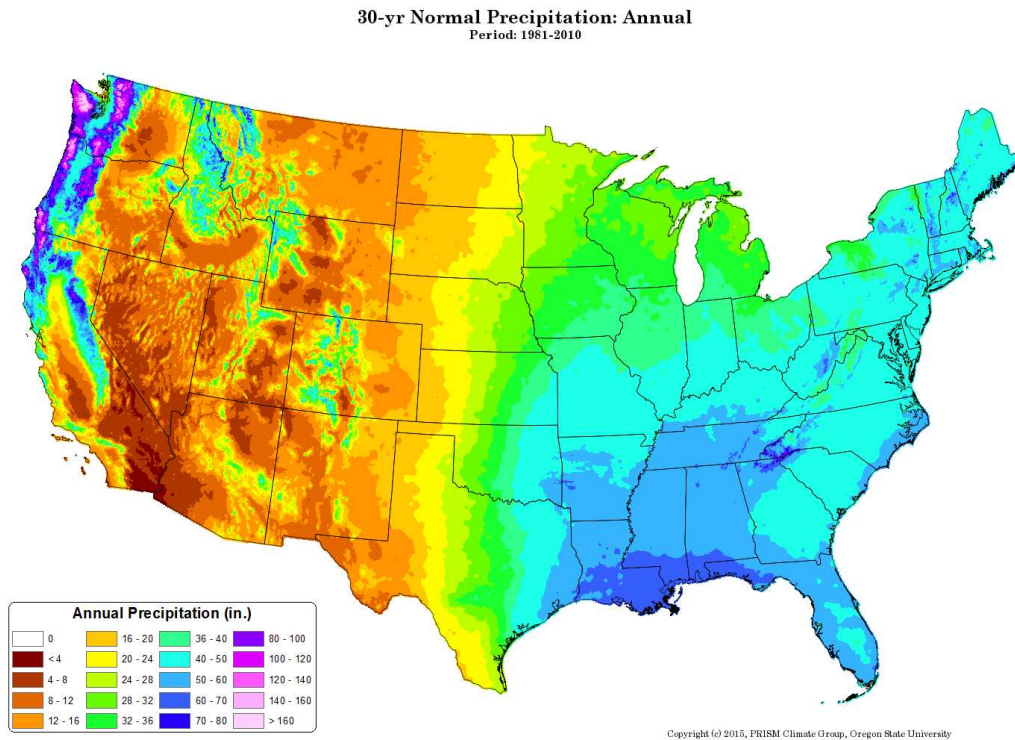 30-yr Normal Precipitation: Annual
Period: 1981-2010
Annual Precipitation (in.)
0
< 4
4 - 8
8 - 12
12 - 16
16 - 20
20 - 24
24 - 28
28 - 32
32 - 36
36 - 40
40 - 50
50 - 60
60 - 70
70 - 80
80 - 100
100 - 120
120 - 140
140 - 160
> 160
Copyright (c) 2015, PRISM Climate Group, Oregon State University